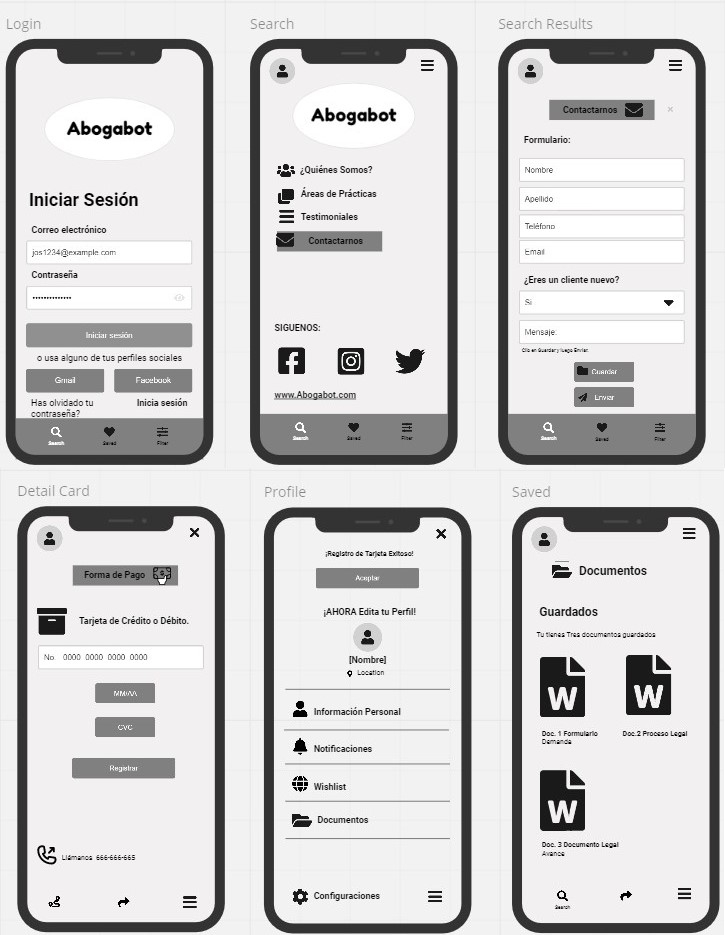 Login
Abogabot
Iniciar Sesión
Correo electrónico
jos1234@example.com
Contraseña
••••••••••••••
Iniciar sesión
o usa alguno de tus perfiles sociales
Gmail
Facebook
Has olvidado tu
contraseña?
Inicia sesión
Search
Saved
Filter
Search
Abogabot
¿Quiénes Somos?
Áreas de Prácticas
Testimoniales
Contactarnos
SIGUENOS:
www.Abogabot.com
Search
Saved
Filter
Search Results
Contactarnos
×
Formulario:
Nombre
Apellido
Teléfono
Email
¿Eres un cliente nuevo?
Si
Mensaje:
Clic en Guardar y luego Enviar.
Guardar
Enviar
Search
Saved
Filter
Detail Card
Forma de Pago
Tarjeta de Crédito o Débito.
No. 0000 0000 0000 0000
MM/AA
CVC
Registrar
Llámanos 666-666-665
Profile
¡Registro de Tarjeta Exitoso!
Aceptar
¡AHORA Edita tu Perfil!
[Nombre]
Location
Información Personal
Notificaciones
Wishlist
Documentos
Configuraciones
Saved
Documentos
Guardados
Tu tienes Tres documentos guardados
W
W
Doc. 1 Formulario
Demanda
Doc.2 Proceso Legal
W
Doc. 3 Documento Legal
Avance
Search